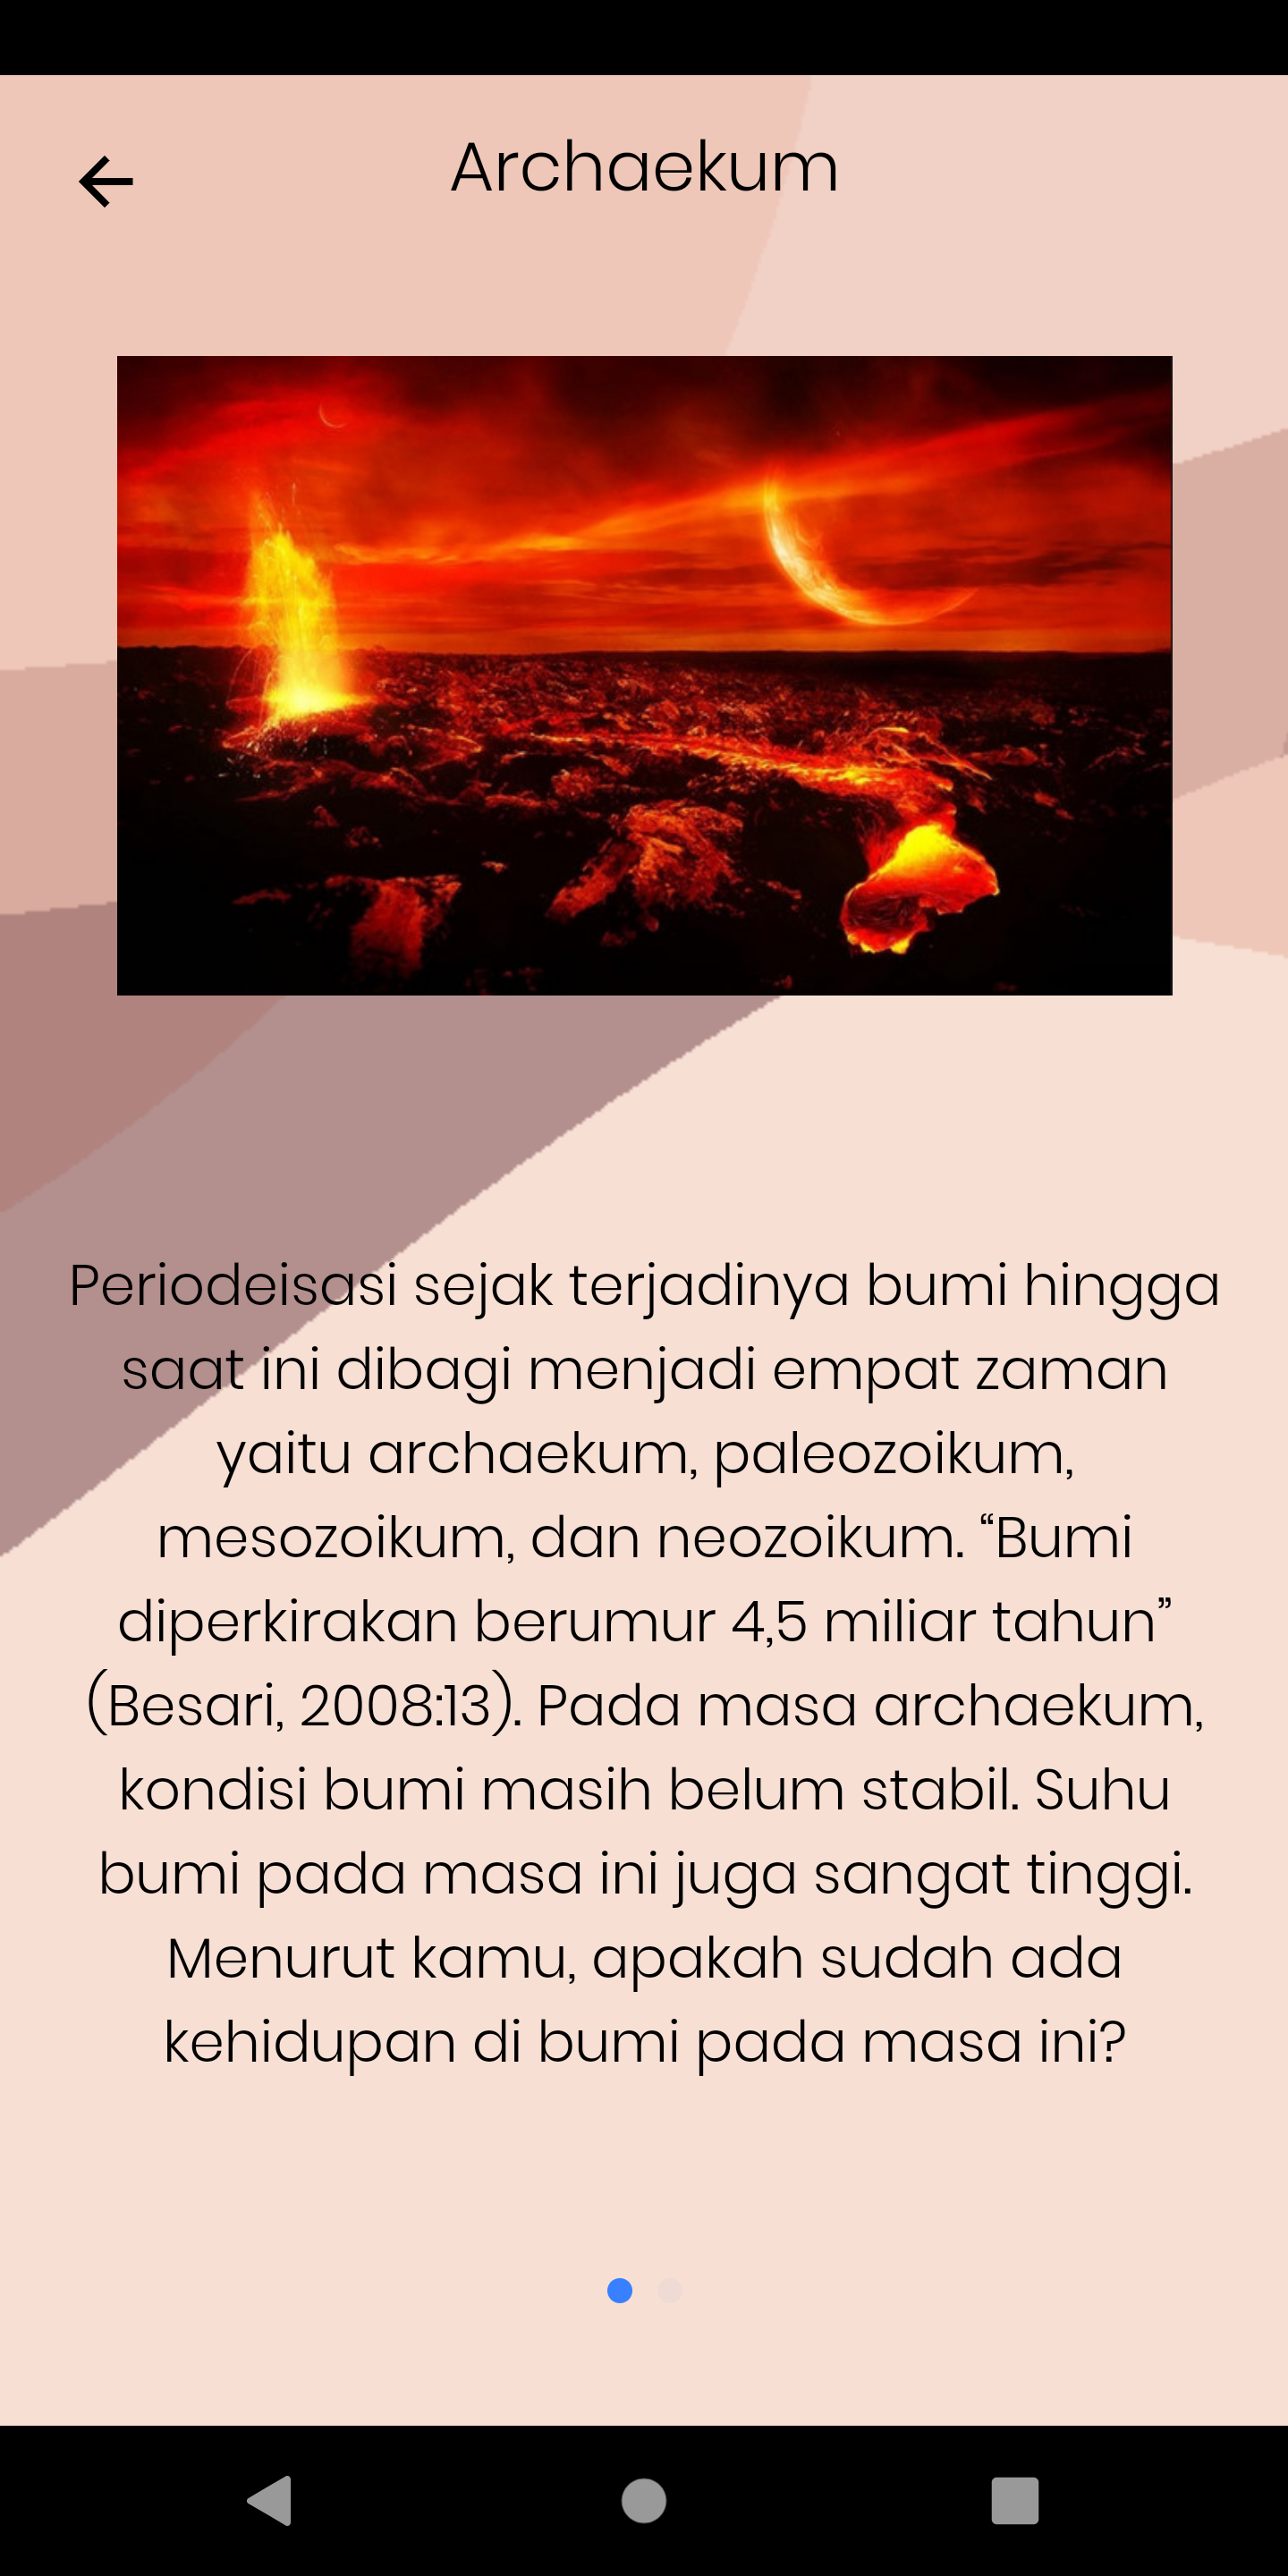 Archaekum
Periodeisasi sejak terjadinya bumi hingga
saat ini dibagi menjadi empat zaman
yaitu archaekum, paleozoikum,
mesozoikum, dan neozoikum. “Bumi
diperkirakan berumur 4,5 miliar tahun”
(Besari, 2008:13). Pada masa archaekum,
kondisi bumi masih belum stabil. Suhu
bumi pada masa ini juga sangat tinggi.
Menurut kamu, apakah sudah ada
kehidupan di bumi pada masa ini?